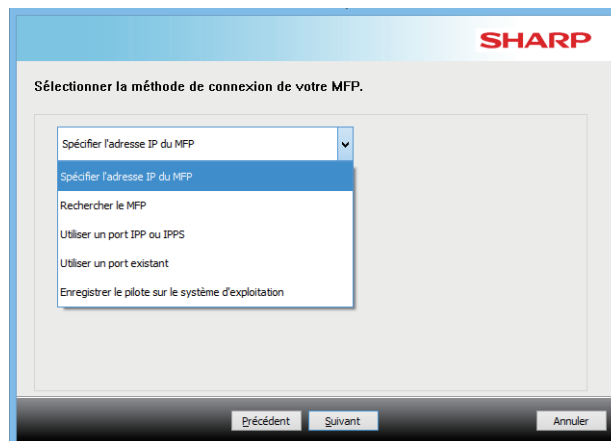 SHARP
Sélectionner la méthode de connexion de votre MFP.
Spécifier l'adresse IP du MFP
Spécifier l'adresse IP du MFP
Rechercher le MFP
Utiliser un port IPP ou IPPS
Utiliser un port existant
Enregistrer le pilote sur le système d'exploitation
Précédent Suivant Annuler